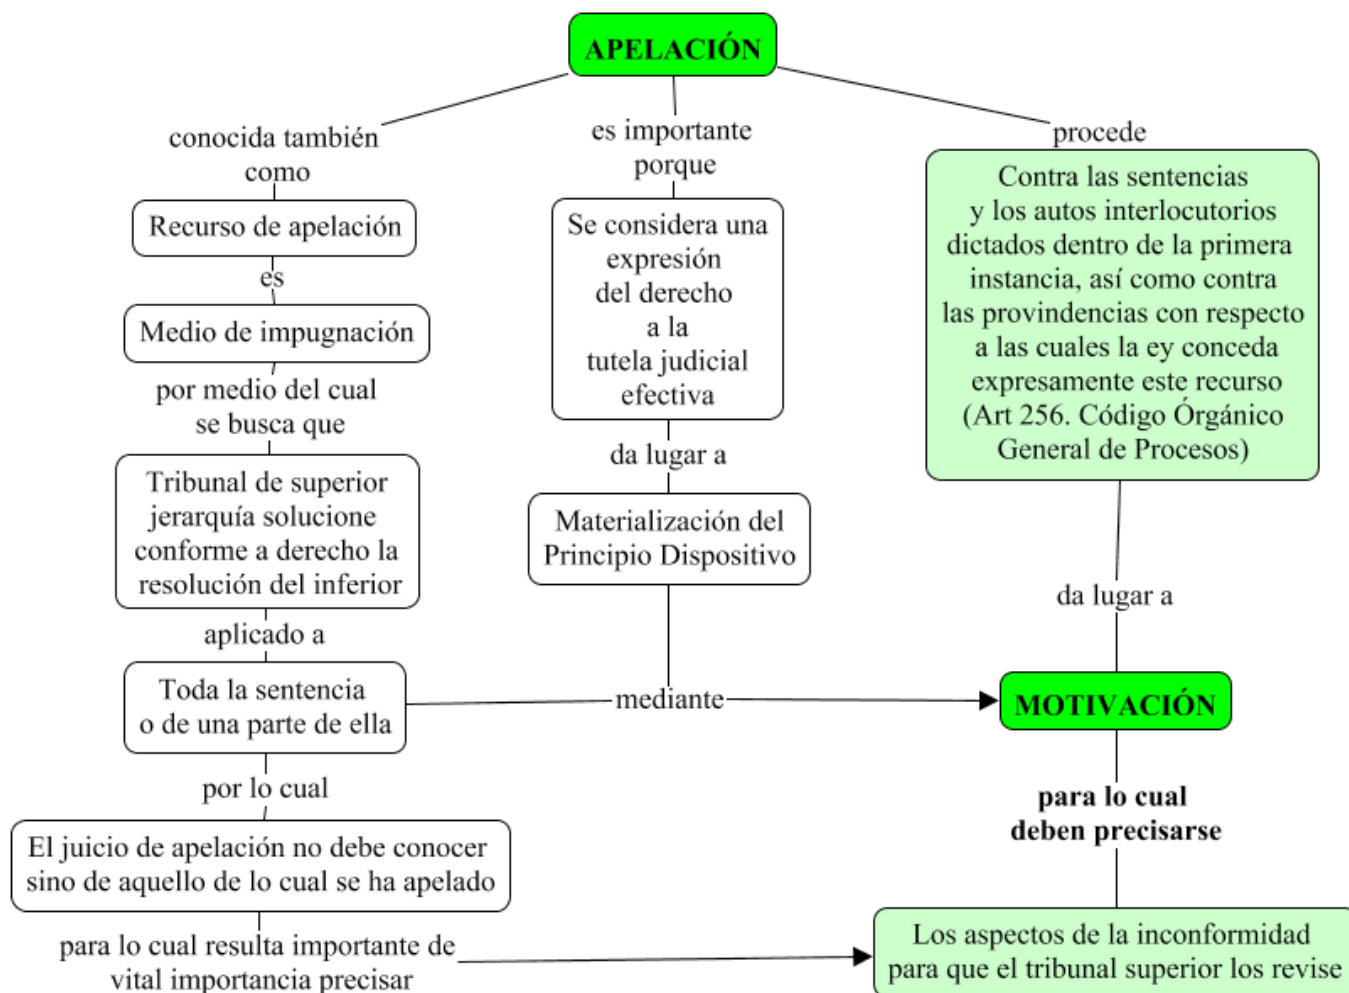 APELACIÓN
conocida también
como
Recurso de apelación
es
Medio de impugnación
por medio del cual
se busca que
Tribunal de superior
jerarquía solucione
conforme a derecho la
resolución del inferior
aplicado a
Toda la sentencia
o de una parte de ella
por lo cual
El juicio de apelación no debe conocer
sino de aquello de lo cual se ha apelado
para lo cual resulta importante de
vital importancia precisar
es importante
porque
Se considera una
expresión
del derecho
a la
tutela judicial
efectiva
da lugar a
Materialización del
Principio Dispositivo
mediante
procede
Contra las sentencias
y los autos interlocutorios
dictados dentro de la primera
instancia, así como contra
las provindencias con respecto
a las cuales la ey conceda
expresamente este recurso
(Art 256. Código Órgánico
General de Procesos)
da lugar a
MOTIVACIÓN
para lo cual
deben precisarse
Los aspectos de la inconformidad
para que el tribunal superior los revise